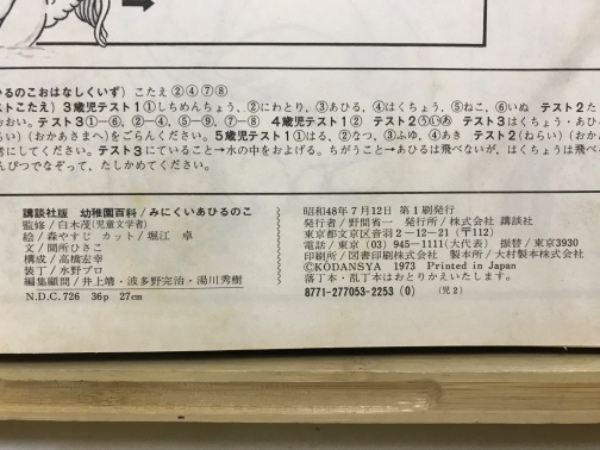 ひるのこおはなしくいず) こたえ ②④⑦⑧
ストこたえ) 3歳児テスト1 ①しちめんちょう、②にわとり、③あひる、④はくちょう、⑤ねこ、⑥いぬ テスト2 た
おおい。テスト3 ①—⑥、②—④、⑤—⑨、⑦—⑧ 4歳児テスト1② テスト2 テスト3 はくちょう・あひ
らい) (おかあさまへ)をごらんください。5歳児テスト1 ①はる、②なつ、③ふゆ、④あき テスト2 (ねらい) (おか
にしてください。テスト3 にていること→水の中をおよげる。ちがうこと→あひるは飛べないが、はくちょうは飛べ
んぴつでなぞって、たしかめてください。
講談社版 幼稚園百科/みにくいあひるのこ
監修/白木茂(児童文学者)
絵/森やすじ カット/堀江 卓
文/間所ひさこ
構成/高橋宏幸
装丁/水野プロ
編集顧問/井上靖・波多野完治・湯川秀樹
N.D.C.726 36p 27cm
昭和48年7月12日 第1刷発行
発行者/野間省一 発行所/株式会社 講談社
東京都文京区音羽2-12-21 (〒112)
電話/東京 (03) 945-1111(大代表) 振替/東京3930
印刷所/図書印刷株式会社 製本所/大村製本株式会社
©KŌDANSYA 1973 Printed in Japan
落丁本・乱丁本はおとりかえいたします。
8771-277053-2253 (0) (児2)